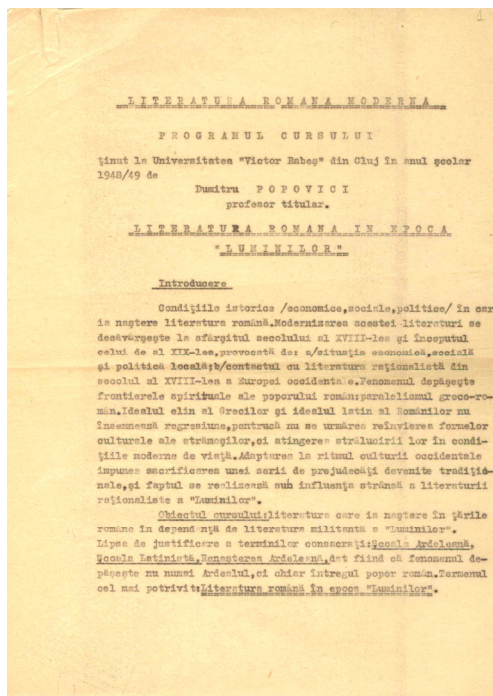 1
LITERATURA ROMANA MODERNA
PROGRAMUL CURSULUI
ţinut la Universitatea "Victor Babeş" din Cluj în anul şcolar
1948/49 de
Dumitru POPOVICI
profesor titular.
LITERATURA ROMANA IN EPOCA
"LUMINILOR"
Introducere
Condiţiile istorice /economice,sociale,politice/ în car
ia naştere literatura română.Modernizarea acestei literaturi se
desăvârşeşte la sfârşitul secolului al XVIII-lea şi începutul
celui de al XIX-lea,provocată de: a/situaţia economică,socială
şi politică locală;b/contactul cu literatura raţionalistă din
secolul al XVIII-lea a Europei occidentale.Fenomenul depăşeşte
frontierele spirituale ale poporului român:paralelismul greco-ro-
mân.Idealul elin al Grecilor şi idealul latin al Românilor nu
înseamnează regresiune,pentrucă nu se urmărea reînvierea formelor
culturale ale strămoşilor,ci atingerea strălucirii lor în condi-
ţiile moderne de viaţă.Adaptarea la ritmul culturii occidentale
impunea sacrificarea unei serii de prejudecăţi devenite tradiţio-
nale,şi faptul se realizează sub influenţa strânsă a literaturii
raţionaliste a "Luminilor".
Obiectul cursului:literatura care ia naştere în ţările
române în dependenţă de literatura militantă a "Luminilor".
Lipsa de justificare a terminilor consacraţi:Şcoala Ardeleană,
Şcoala Latinistă,Renaşterea Ardeleană,dat fiind că fenomenul de-
păşeşte nu numai Ardealul,ci chiar întregul popor român.Termenul
cel mai potrivit:Literatura română în epoca "Luminilor".